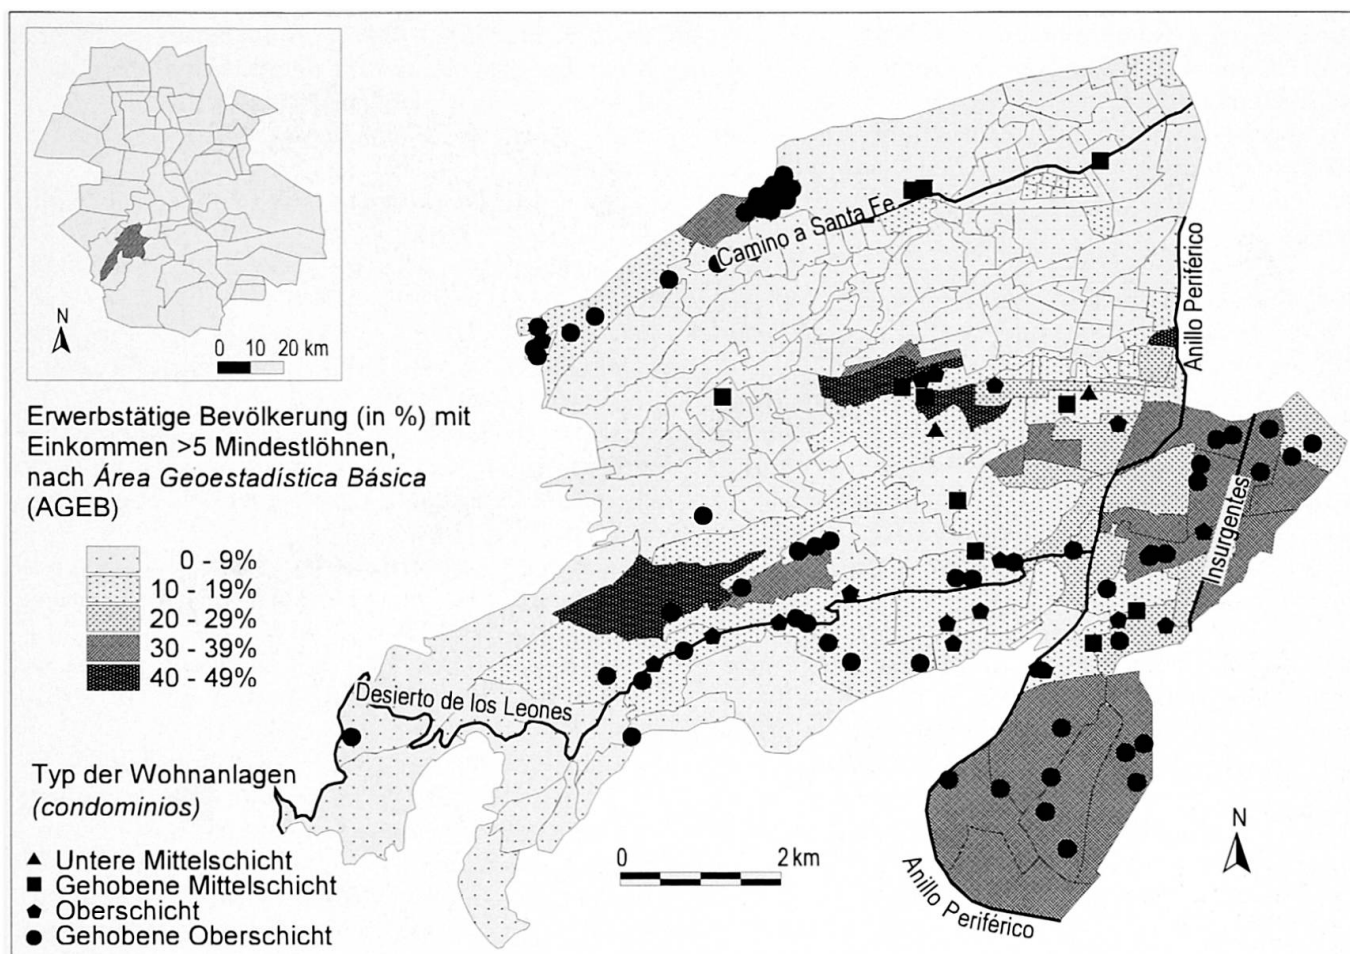 N
0 10 20 km
Erwerbstätige Bevölkerung (in %) mit
Einkommen >5 Mindestlöhnen,
nach Área Geoestadística Básica
(AGEB)
0 - 9%
10 - 19%
20 - 29%
30 - 39%
40 - 49%
Typ der Wohnanlagen
(condominios)
Untere Mittelschicht
Gehobene Mittelschicht
Oberschicht
Gehobene Oberschicht
Camino a Santa Fe
Anillo Periférico
Insurgentes
Desierto de los Leones
Anillo Periférico
0 2 km
N